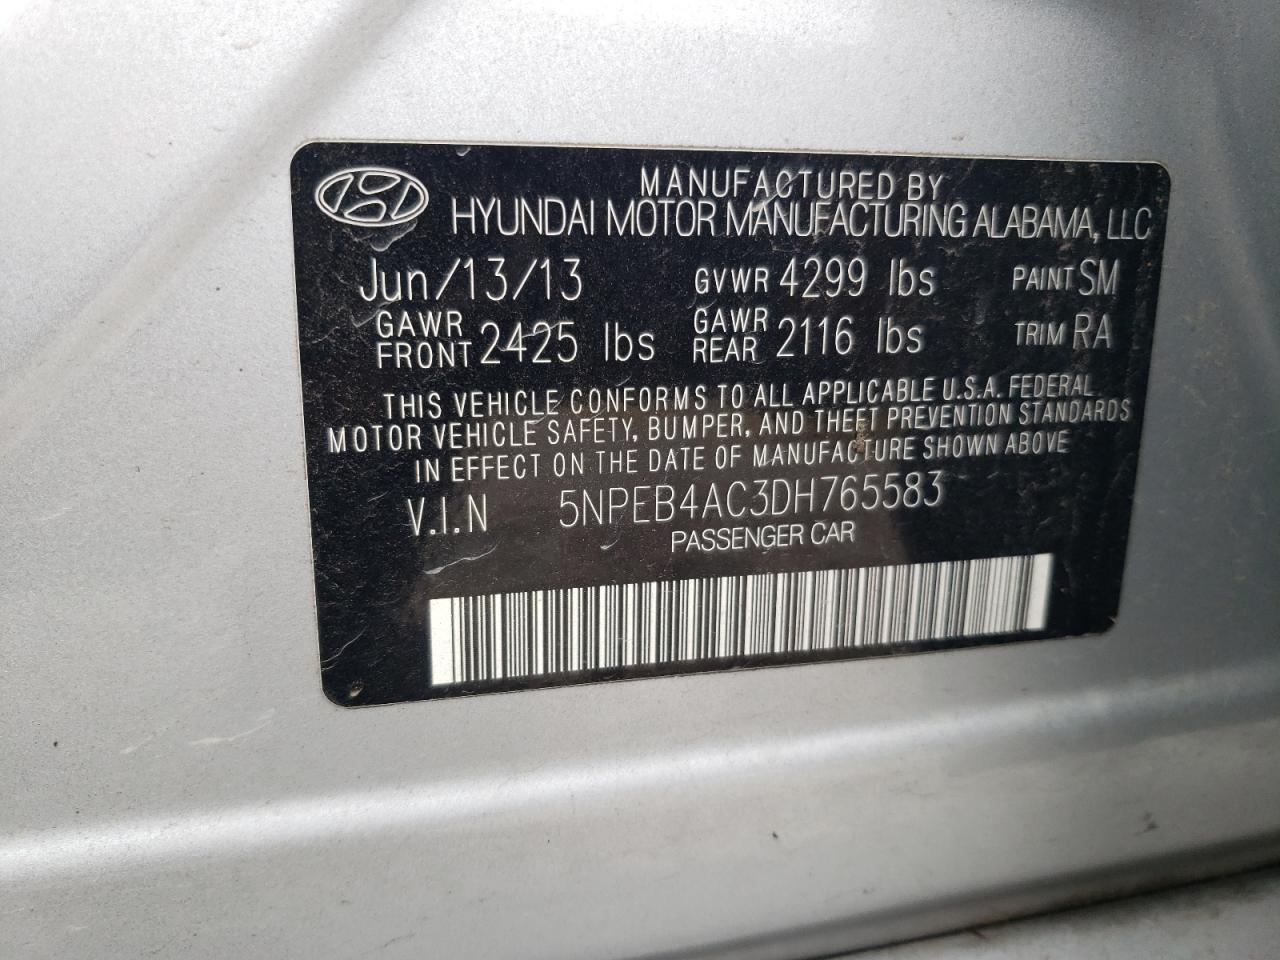 MANUFACTURED BY
HYUNDAI MOTOR MANUFACTURING ALABAMA, LLC
Jun/13/13 GVWR 4299 lbs PAINT SM
GAWR FRONT 2425 lbs GAWR REAR 2116 lbs TRIM RA
THIS VEHICLE CONFORMS TO ALL APPLICABLE U.S.A. FEDERAL
MOTOR VEHICLE SAFETY, BUMPER, AND THEFT PREVENTION STANDARDS
IN EFFECT ON THE DATE OF MANUFACTURE SHOWN ABOVE
V.I.N 5NPEB4AC3DH765583
PASSENGER CAR